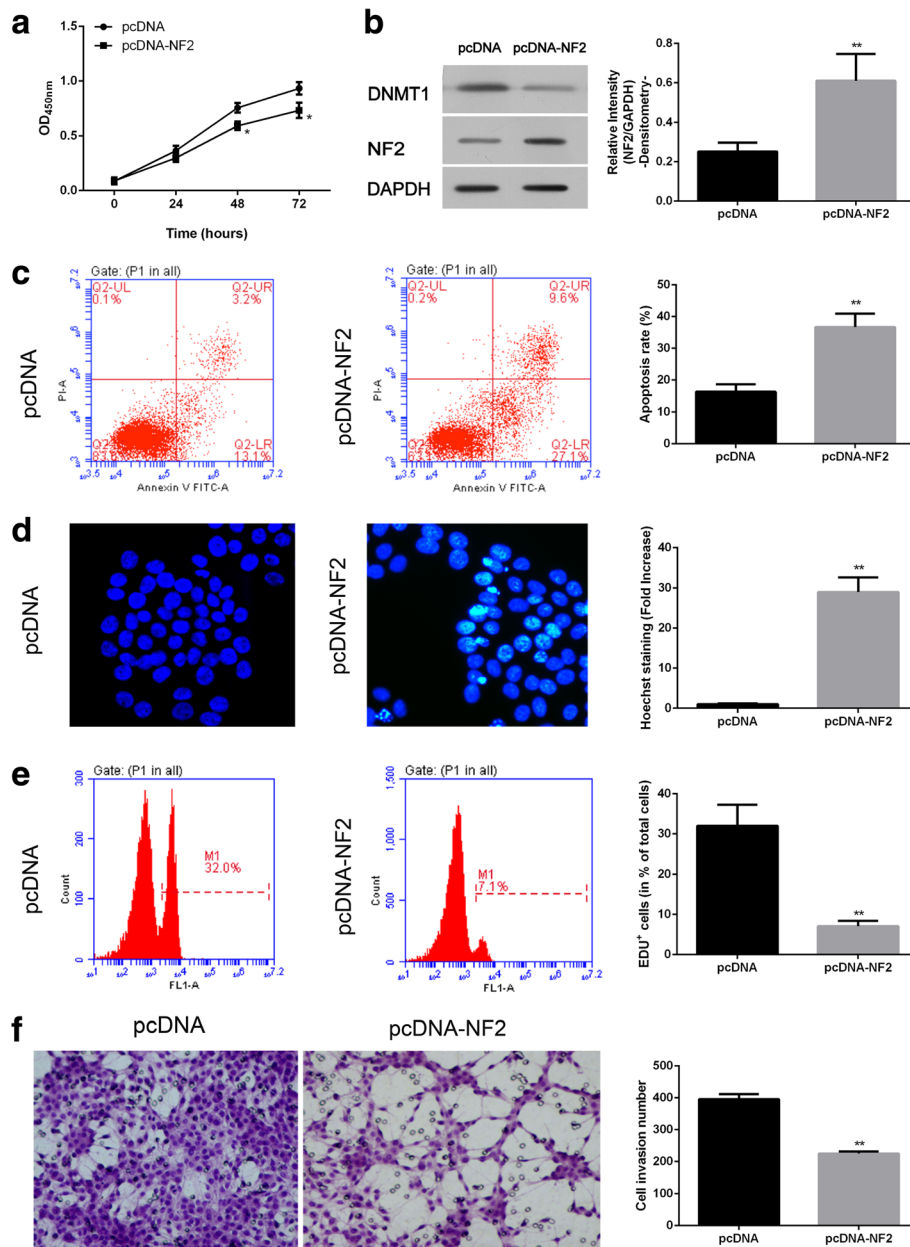 a
pcDNA
pcDNA-NF2
OD450nm
1.5
1.0
0.5
0.0
0 24 48 72
*
*
Time (hours)
b
pcDNA pcDNA-NF2
DNMT1
NF2
DAPDH
Relative Intensity
(NF2/GAPDH)
-Densitometry-
0.8
0.6
0.4
0.2
0.0
**
pcDNA pcDNA-NF2
c
pcDNA
Gate: (P1 in all)
Q2-UL
0.1%
Q2-UR
3.2%
Q2-LR
13.1%
PI-A
Annexin V FITC-A
pcDNA-NF2
Gate: (P1 in all)
Q2-UL
0.2%
Q2-UR
9.6%
Q2-LR
27.1%
PI-A
Annexin V FITC-A
Apoptosis rate (%)
50
40
30
20
10
0
**
pcDNA pcDNA-NF2
d
pcDNA
pcDNA-NF2
Hoechst staining (Fold Increase)
40
30
20
10
0
**
pcDNA pcDNA-NF2
e
pcDNA
Gate: (P1 in all)
Count
300
200
100
0
M1
32.0%
FL1-A
pcDNA-NF2
Gate: (P1 in all)
Count
1,500
1,000
500
0
M1
7.1%
FL1-A
EDU+ cells (in % of total cells)
40
30
20
10
0
**
pcDNA pcDNA-NF2
f
pcDNA
pcDNA-NF2
Cell invasion number
500
400
300
200
100
0
**
pcDNA pcDNA-NF2